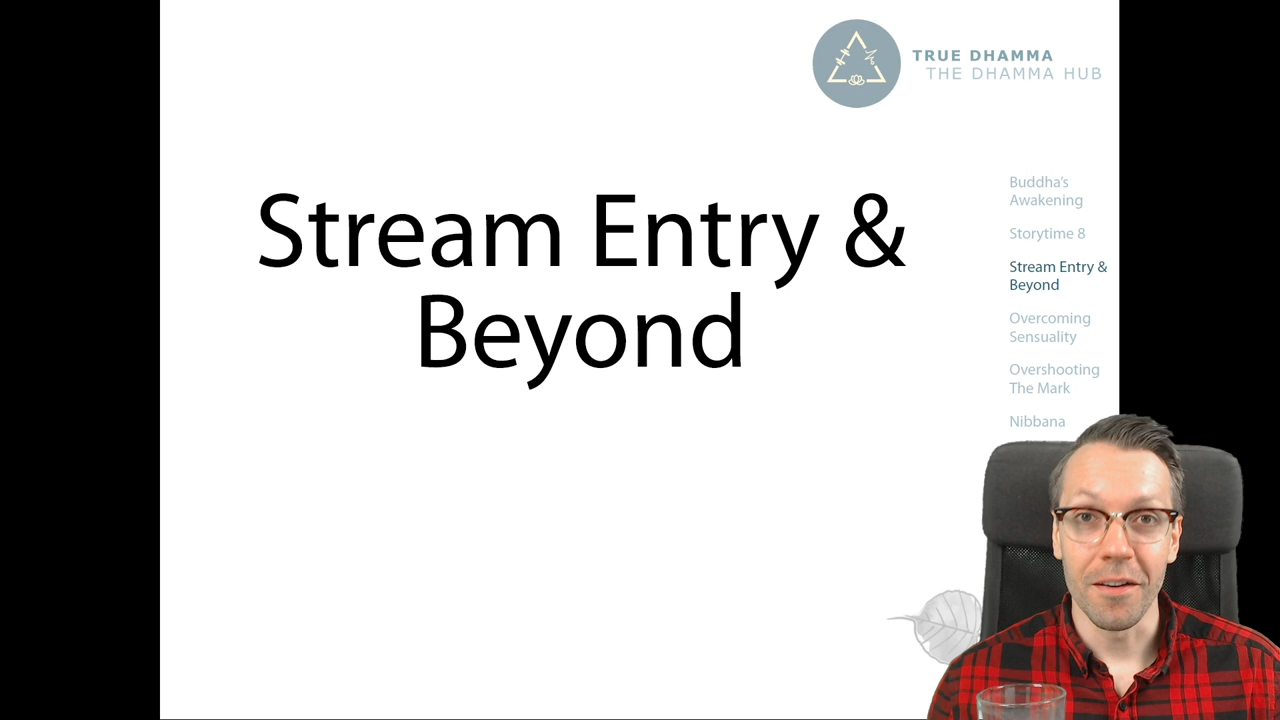 TRUE DHAMMA
THE DHAMMA HUB
Stream Entry &
Beyond
Buddha's
Awakening
Storytime 8
Stream Entry &
Beyond
Overcoming
Sensuality
Overshooting
The Mark
Nibbana